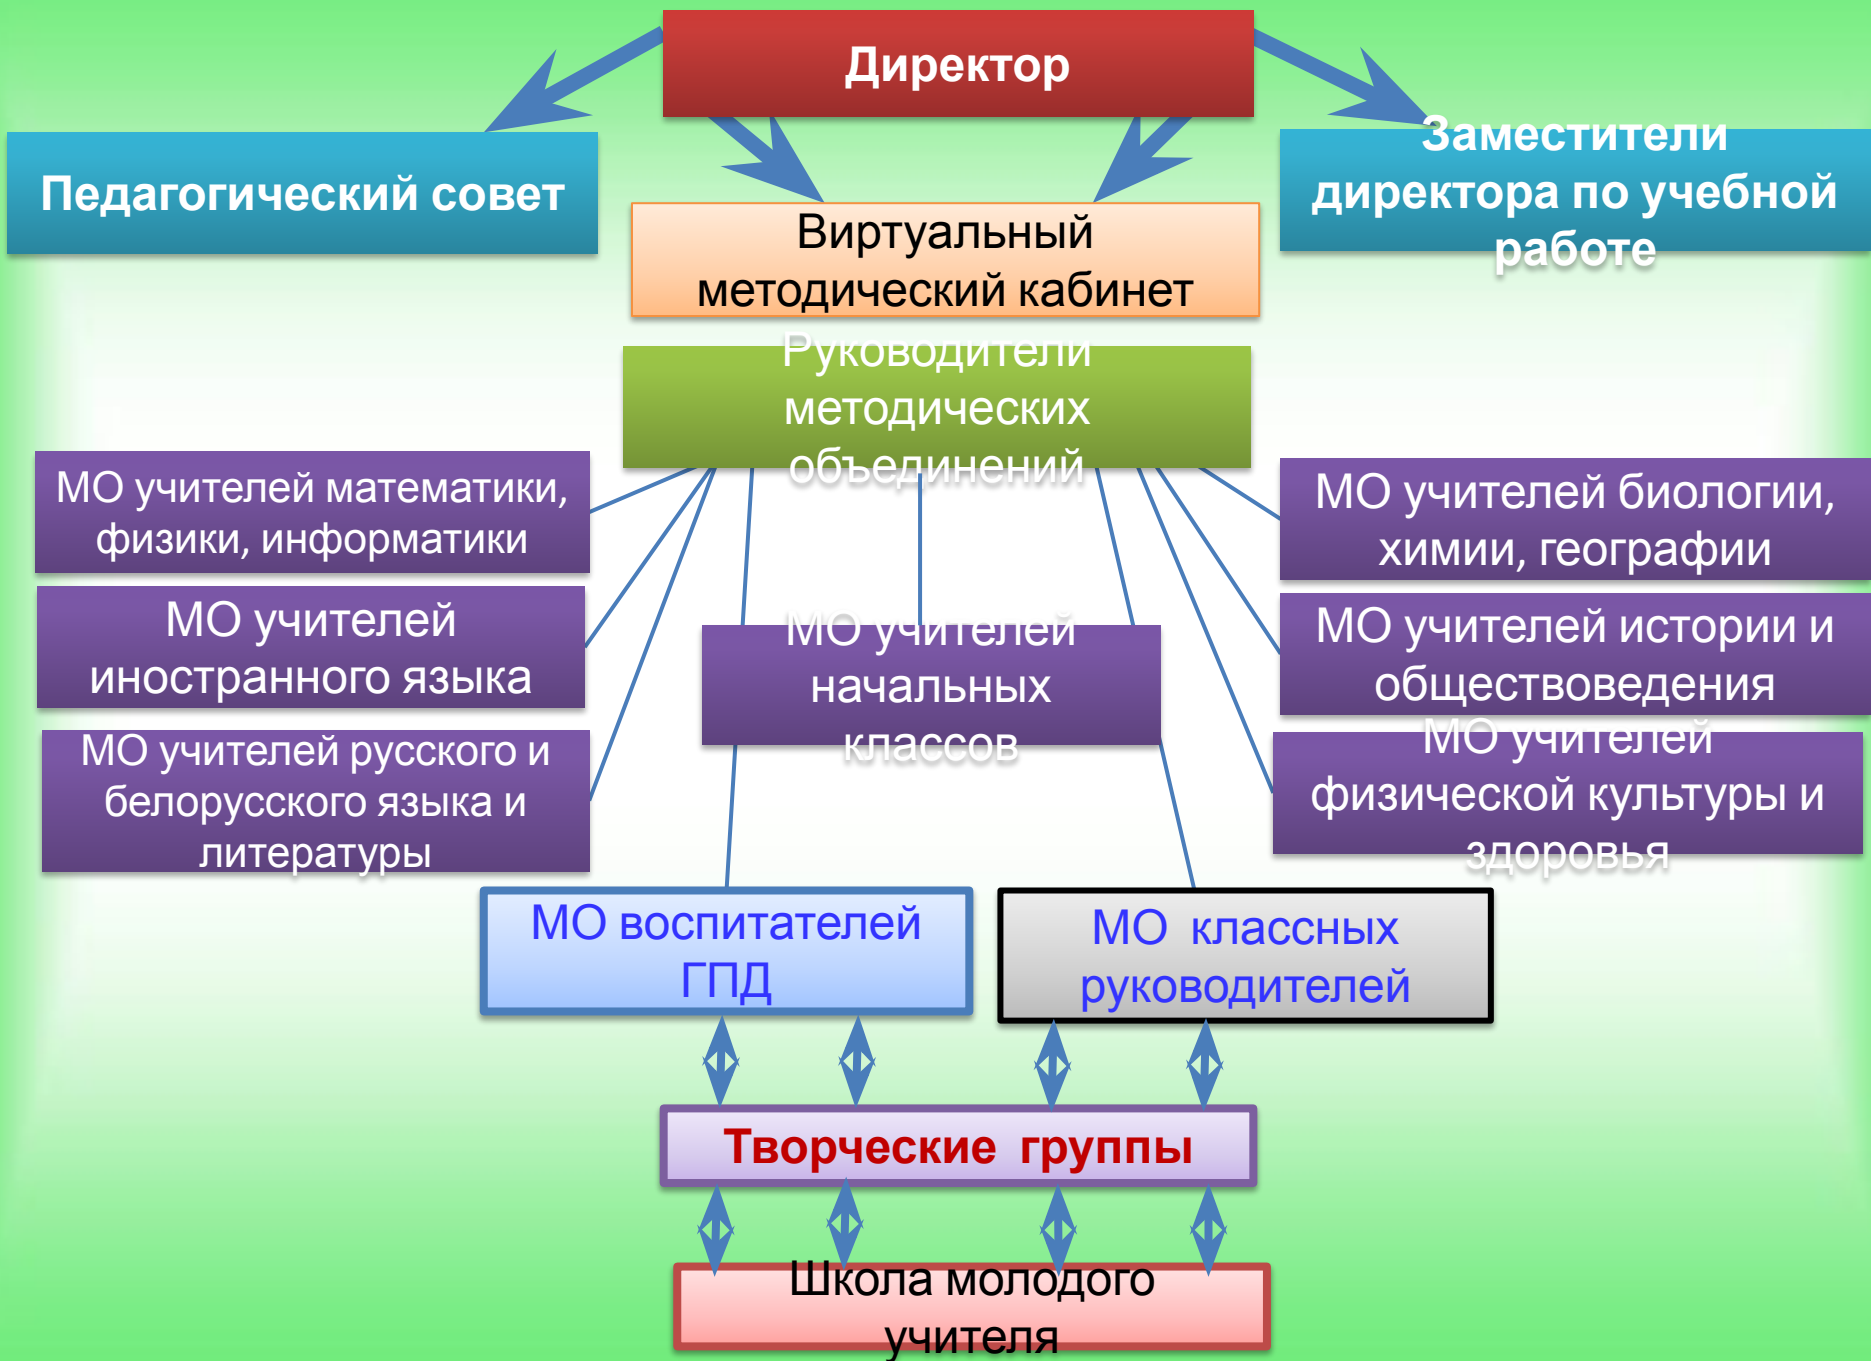 Директор
Педагогический совет
Заместители
директора по учебной
работе
Виртуальный
методический кабинет
Руководители
методических
объединений
МО учителей математики,
физики, информатики
МО учителей биологии,
химии, географии
МО учителей
иностранного языка
МО учителей
начальных
классов
МО учителей истории и
обществоведения
МО учителей русского и
белорусского языка и
литературы
МО учителей
физической культуры и
здоровья
МО воспитателей
ГПД
МО классных
руководителей
Творческие группы
Школа молодого
учителя